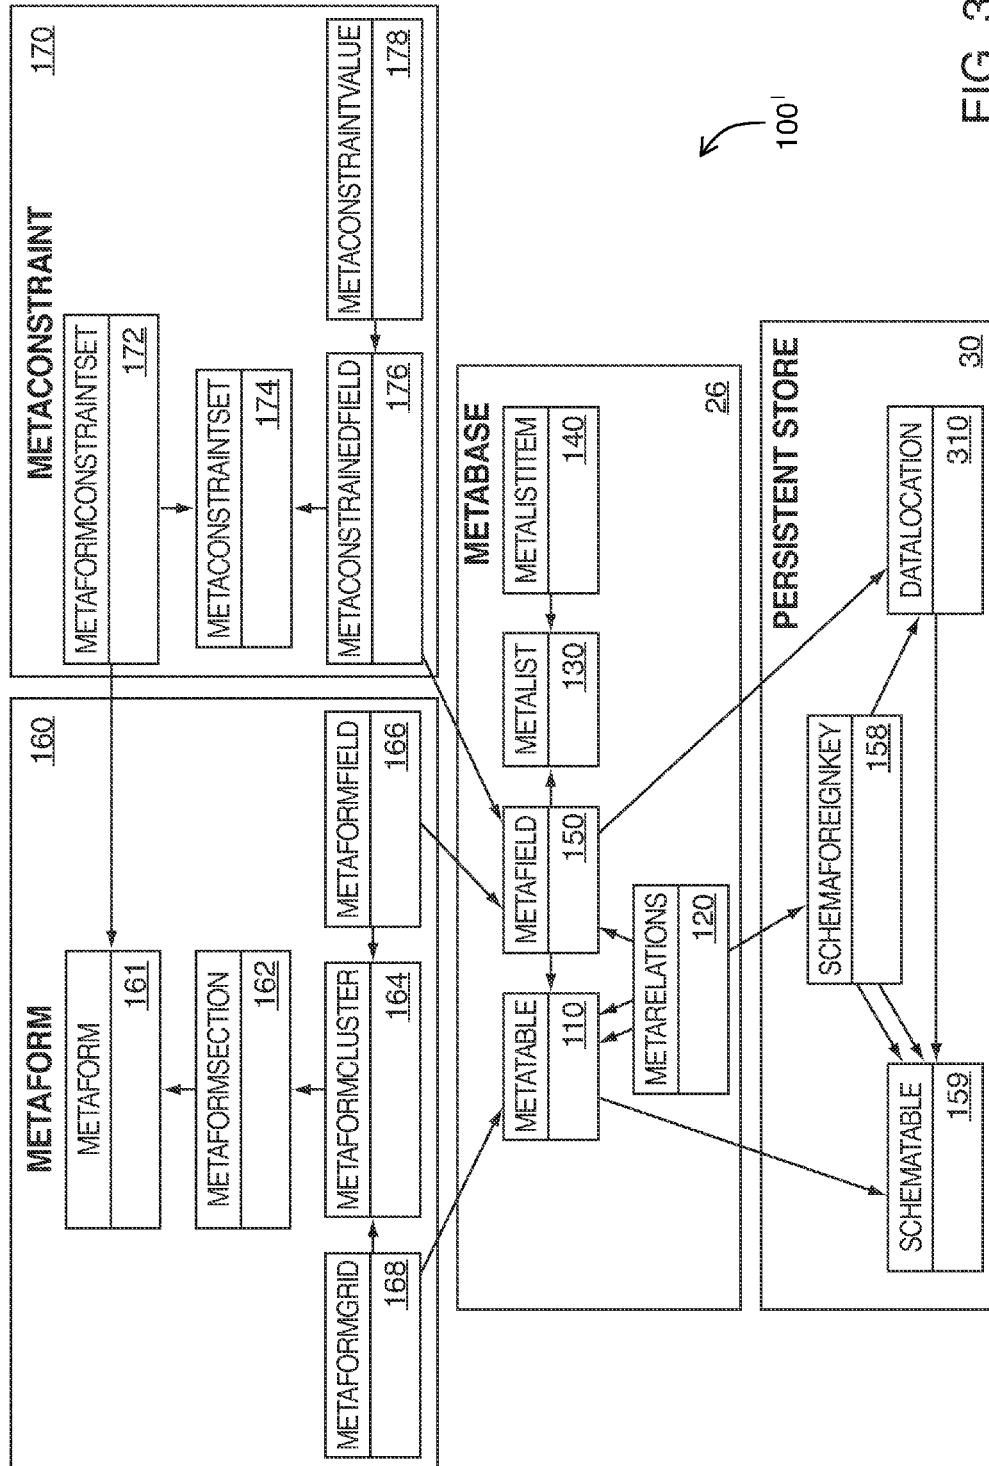 METAFORM
160
METAFORM
161
METAFORMSECTION
162
METAFORMCLUSTER
164
METAFORMFIELD
166
METAFORMGRID
168
METACONSTRAINT
170
METAFORMCONSTRAINTSET
172
METACONSTRAINTSET
174
METACONSTRAINEDFIELD
176
METACONSTRAINTVALUE
178
METABASE
26
METATABLE
110
METAFIELD
150
METALIST
130
METALISTITEM
140
METARELATIONS
120
PERSISTENT STORE
30
SCHEMAFOREIGNKEY
158
SCHEMATABLE
159
DATALOCATION
310
100'
FIG. 3